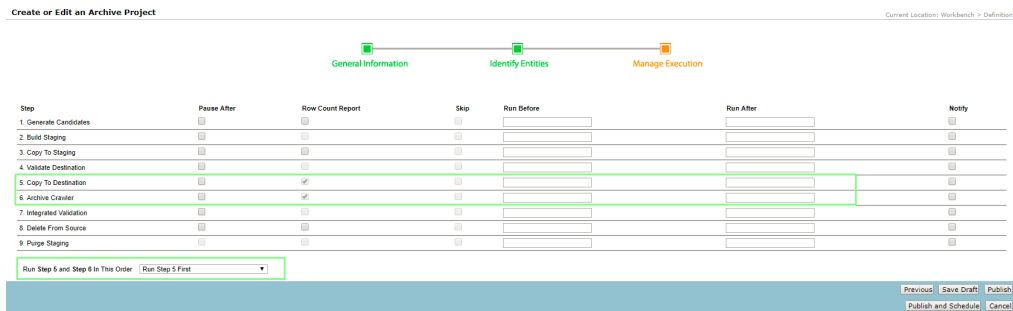 Create or Edit an Archive Project
Current Location: Workbench > Definition
General Information Identify Entities Manage Execution
Step Pause After Row Count Report Skip Run Before Run After Notify
1. Generate Candidates
2. Build Staging
3. Copy To Staging
4. Validate Destination
5. Copy To Destination
6. Archive Crawler
7. Integrated Validation
8. Delete From Source
9. Purge Staging
Run Step 5 and Step 6 In This Order Run Step 5 First
Previous Save Draft Publish
Publish and Schedule Cancel